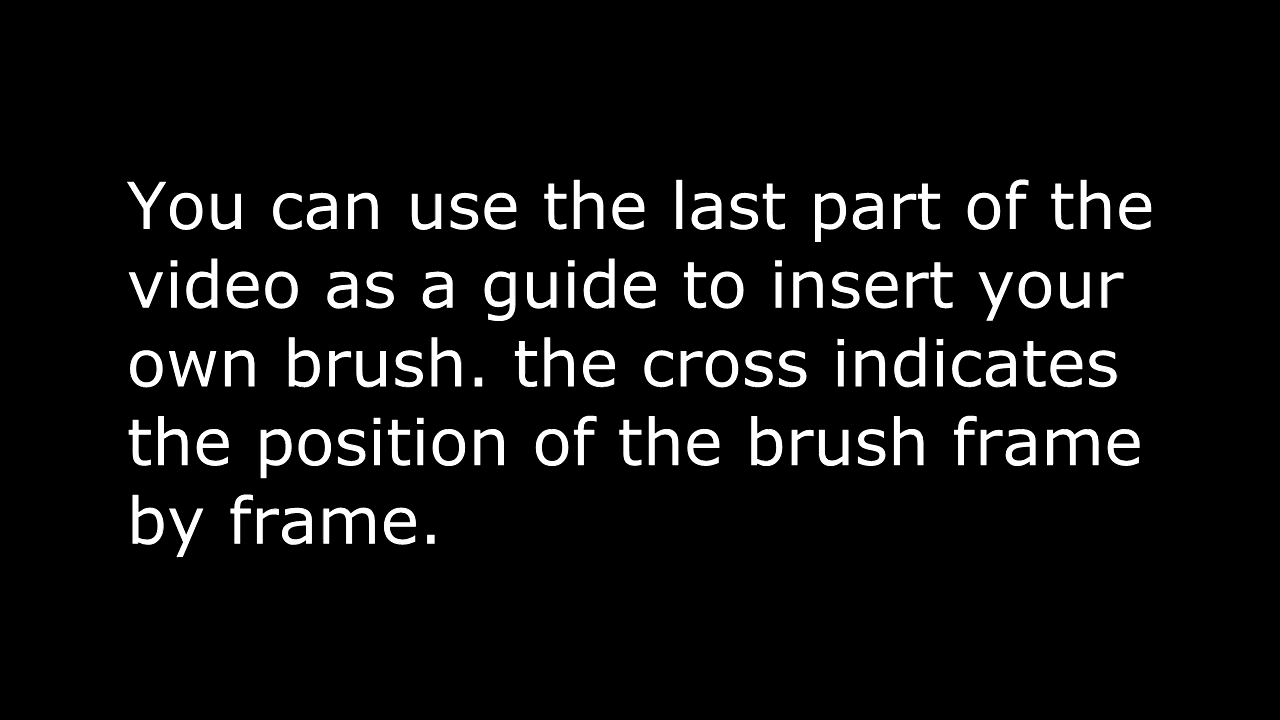 You can use the last part of the
video as a guide to insert your
own brush. the cross indicates
the position of the brush frame
by frame.